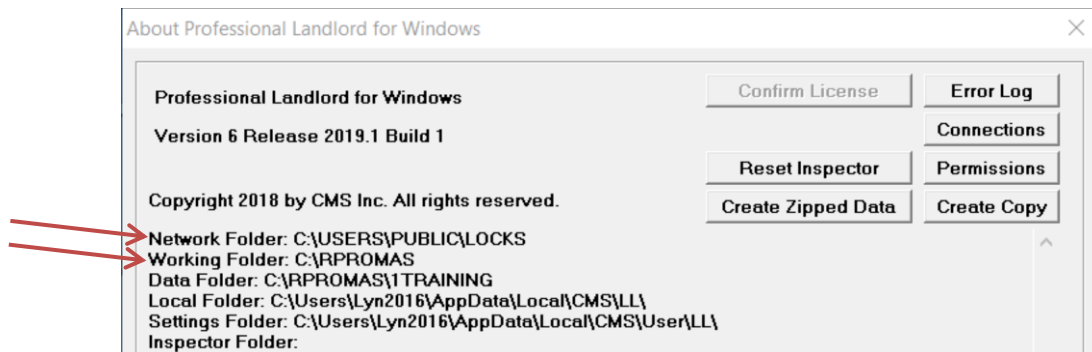 About Professional Landlord for Windows
Professional Landlord for Windows
Confirm License
Error Log
Version 6 Release 2019.1 Build 1
Connections
Reset Inspector
Permissions
Copyright 2018 by CMS Inc. All rights reserved.
Create Zipped Data
Create Copy
Network Folder: C:\USERS\PUBLIC\LOCKS
Working Folder: C:\RPROMAS
Data Folder: C:\RPROMAS\1TRAINING
Local Folder: C:\Users\Lyn2016\AppData\Local\CMS\LL\
Settings Folder: C:\Users\Lyn2016\AppData\Local\CMS\User\LL\
Inspector Folder: